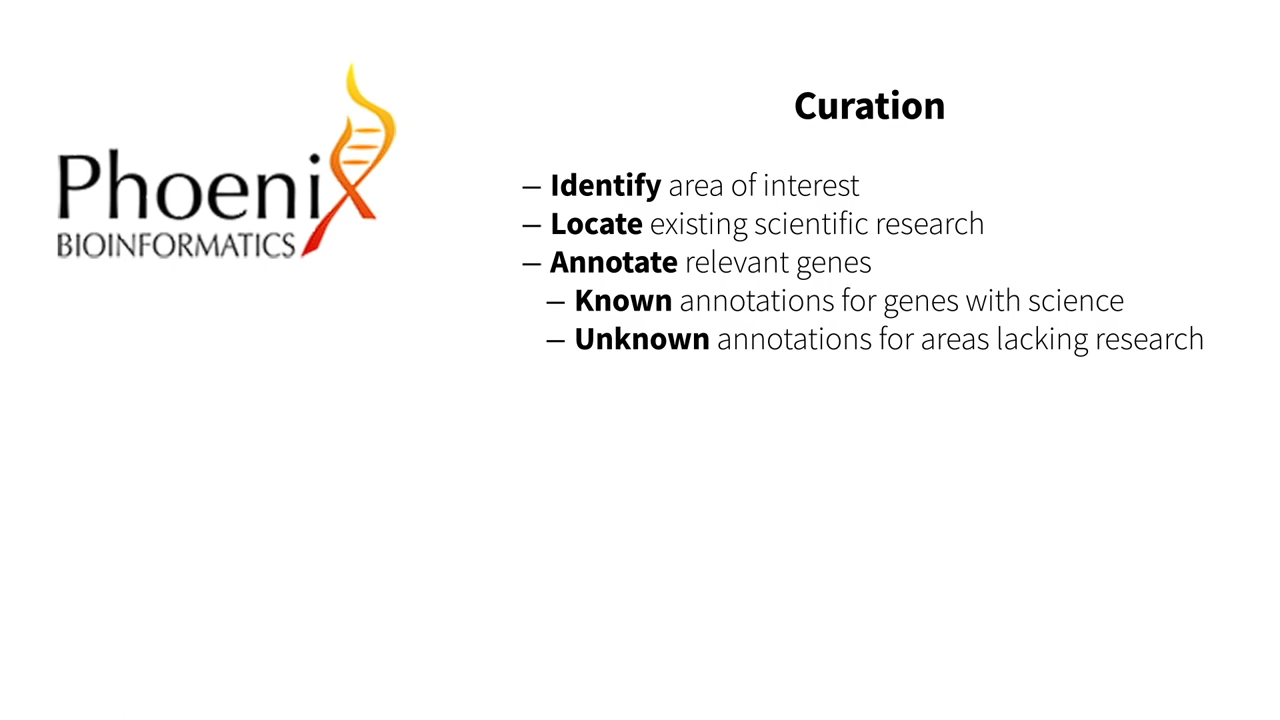 Phoenix
BIOINFORMATICS
Curation
– Identify area of interest
– Locate existing scientific research
– Annotate relevant genes
– Known annotations for genes with science
– Unknown annotations for areas lacking research